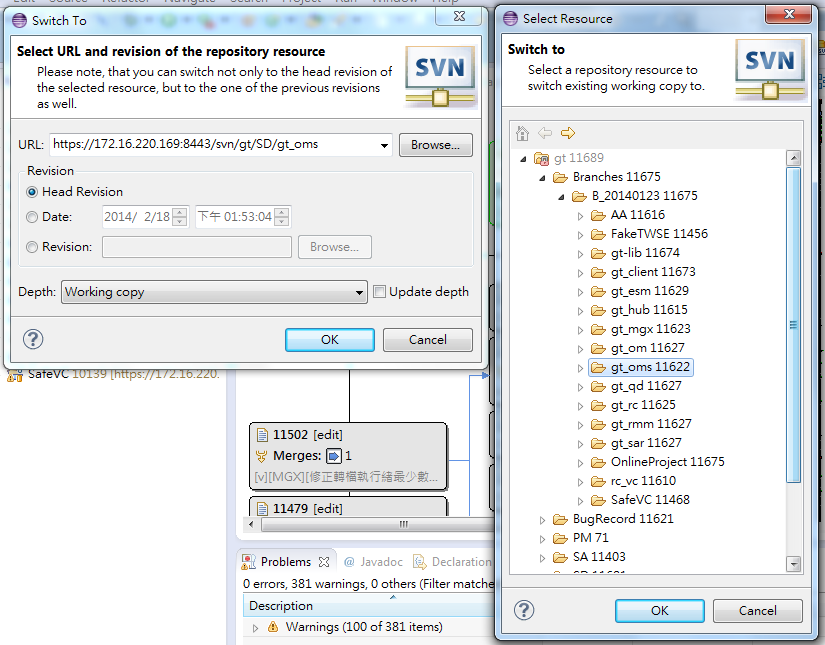 Switch To
Select URL and revision of the repository resource
Please note, that you can switch not only to the head revision of
the selected resource, but to the one of the previous revisions
as well.
SVN
URL: https://172.16.220.169:8443/svn/gt/SD/gt_oms Browse...
Revision
Head Revision
Date: 2014/ 2/18 下午 01:53:04
Revision: Browse...
Depth: Working copy Update depth
? OK Cancel
SafeVC 10139 [https://172.16.220.
11502 [edit]
Merges: 1
[v][MGX][修正轉檔執行緒最少數...
11479 [edit]
Problems @ Javadoc Declaration
0 errors, 381 warnings, 0 others (Filter matche
Description
Warnings (100 of 381 items)
Select Resource
Switch to
Select a repository resource to
switch existing working copy to.
SVN
gt 11689
Branches 11675
B_20140123 11675
AA 11616
FakeTWSE 11456
gt-lib 11674
gt_client 11673
gt_esm 11629
gt_hub 11615
gt_mgx 11623
gt_om 11627
gt_oms 11622
gt_qd 11627
gt_rc 11625
gt_rmm 11627
gt_sar 11627
OnlineProject 11675
rc_vc 11610
SafeVC 11468
BugRecord 11621
PM 71
SA 11403
? OK Cancel